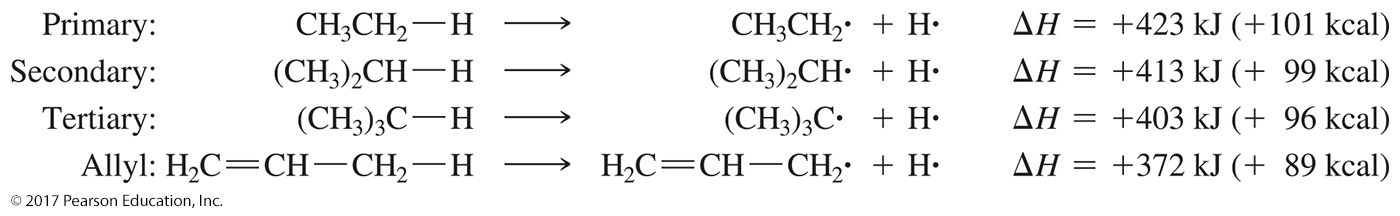 Primary: CH₃CH₂—H ⟶ CH₃CH₂· + H· ΔH = +423 kJ (+101 kcal)
Secondary: (CH₃)₂CH—H ⟶ (CH₃)₂CH· + H· ΔH = +413 kJ (+ 99 kcal)
Tertiary: (CH₃)₃C—H ⟶ (CH₃)₃C· + H· ΔH = +403 kJ (+ 96 kcal)
Allyl: H₂C=CH—CH₂—H ⟶ H₂C=CH—CH₂· + H· ΔH = +372 kJ (+ 89 kcal)
© 2017 Pearson Education, Inc.